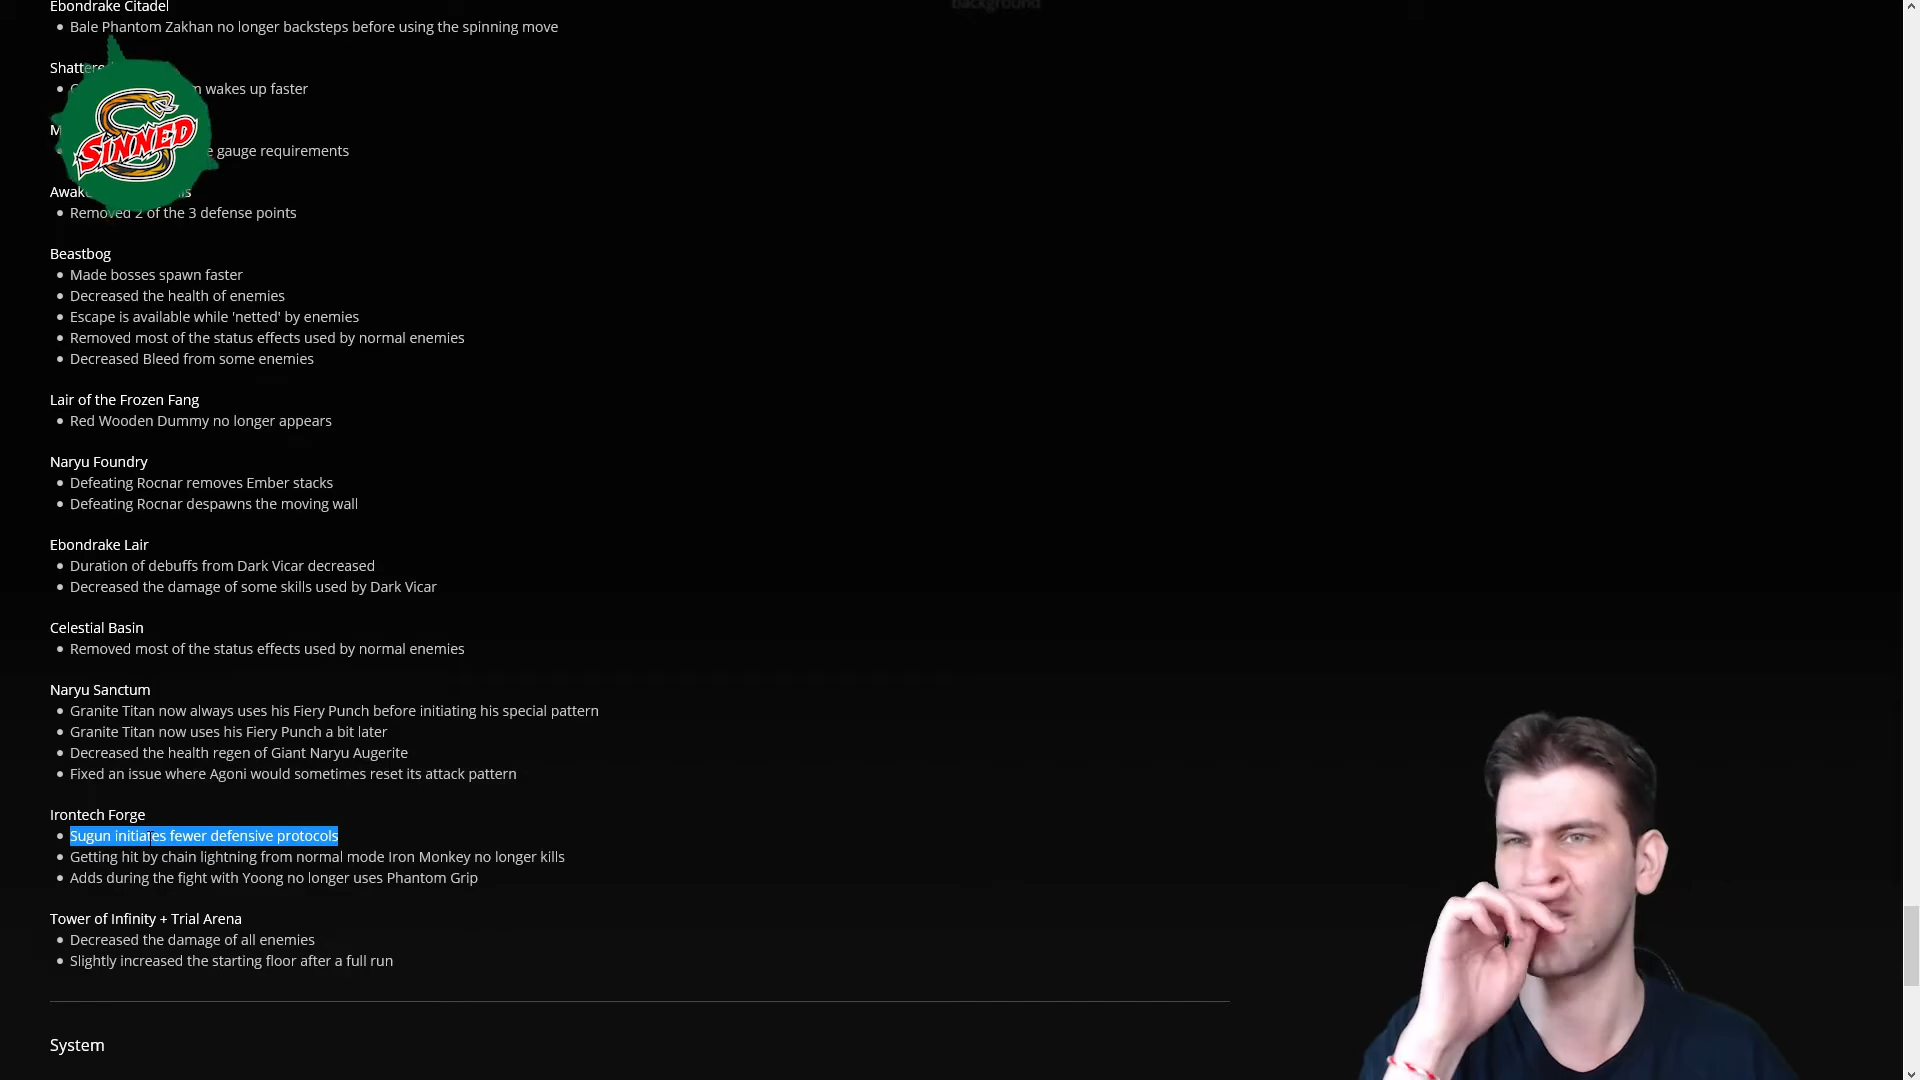 background
Ebondrake Citadel
Bale Phantom Zakhan no longer backsteps before using the spinning move
wakes up faster
SINNED
gauge requirements
Removed 2 of the 3 defense points
Beastbog
Made bosses spawn faster
Decreased the health of enemies
Escape is available while 'netted' by enemies
Removed most of the status effects used by normal enemies
Decreased Bleed from some enemies
Lair of the Frozen Fang
Red Wooden Dummy no longer appears
Naryu Foundry
Defeating Rocnar removes Ember stacks
Defeating Rocnar despawns the moving wall
Ebondrake Lair
Duration of debuffs from Dark Vicar decreased
Decreased the damage of some skills used by Dark Vicar
Celestial Basin
Removed most of the status effects used by normal enemies
Naryu Sanctum
Granite Titan now always uses his Fiery Punch before initiating his special pattern
Granite Titan now uses his Fiery Punch a bit later
Decreased the health regen of Giant Naryu Augerite
Fixed an issue where Agoni would sometimes reset its attack pattern
Irontech Forge
Sugun initiates fewer defensive protocols
Getting hit by chain lightning from normal mode Iron Monkey no longer kills
Adds during the fight with Yoong no longer uses Phantom Grip
Tower of Infinity + Trial Arena
Decreased the damage of all enemies
Slightly increased the starting floor after a full run
System